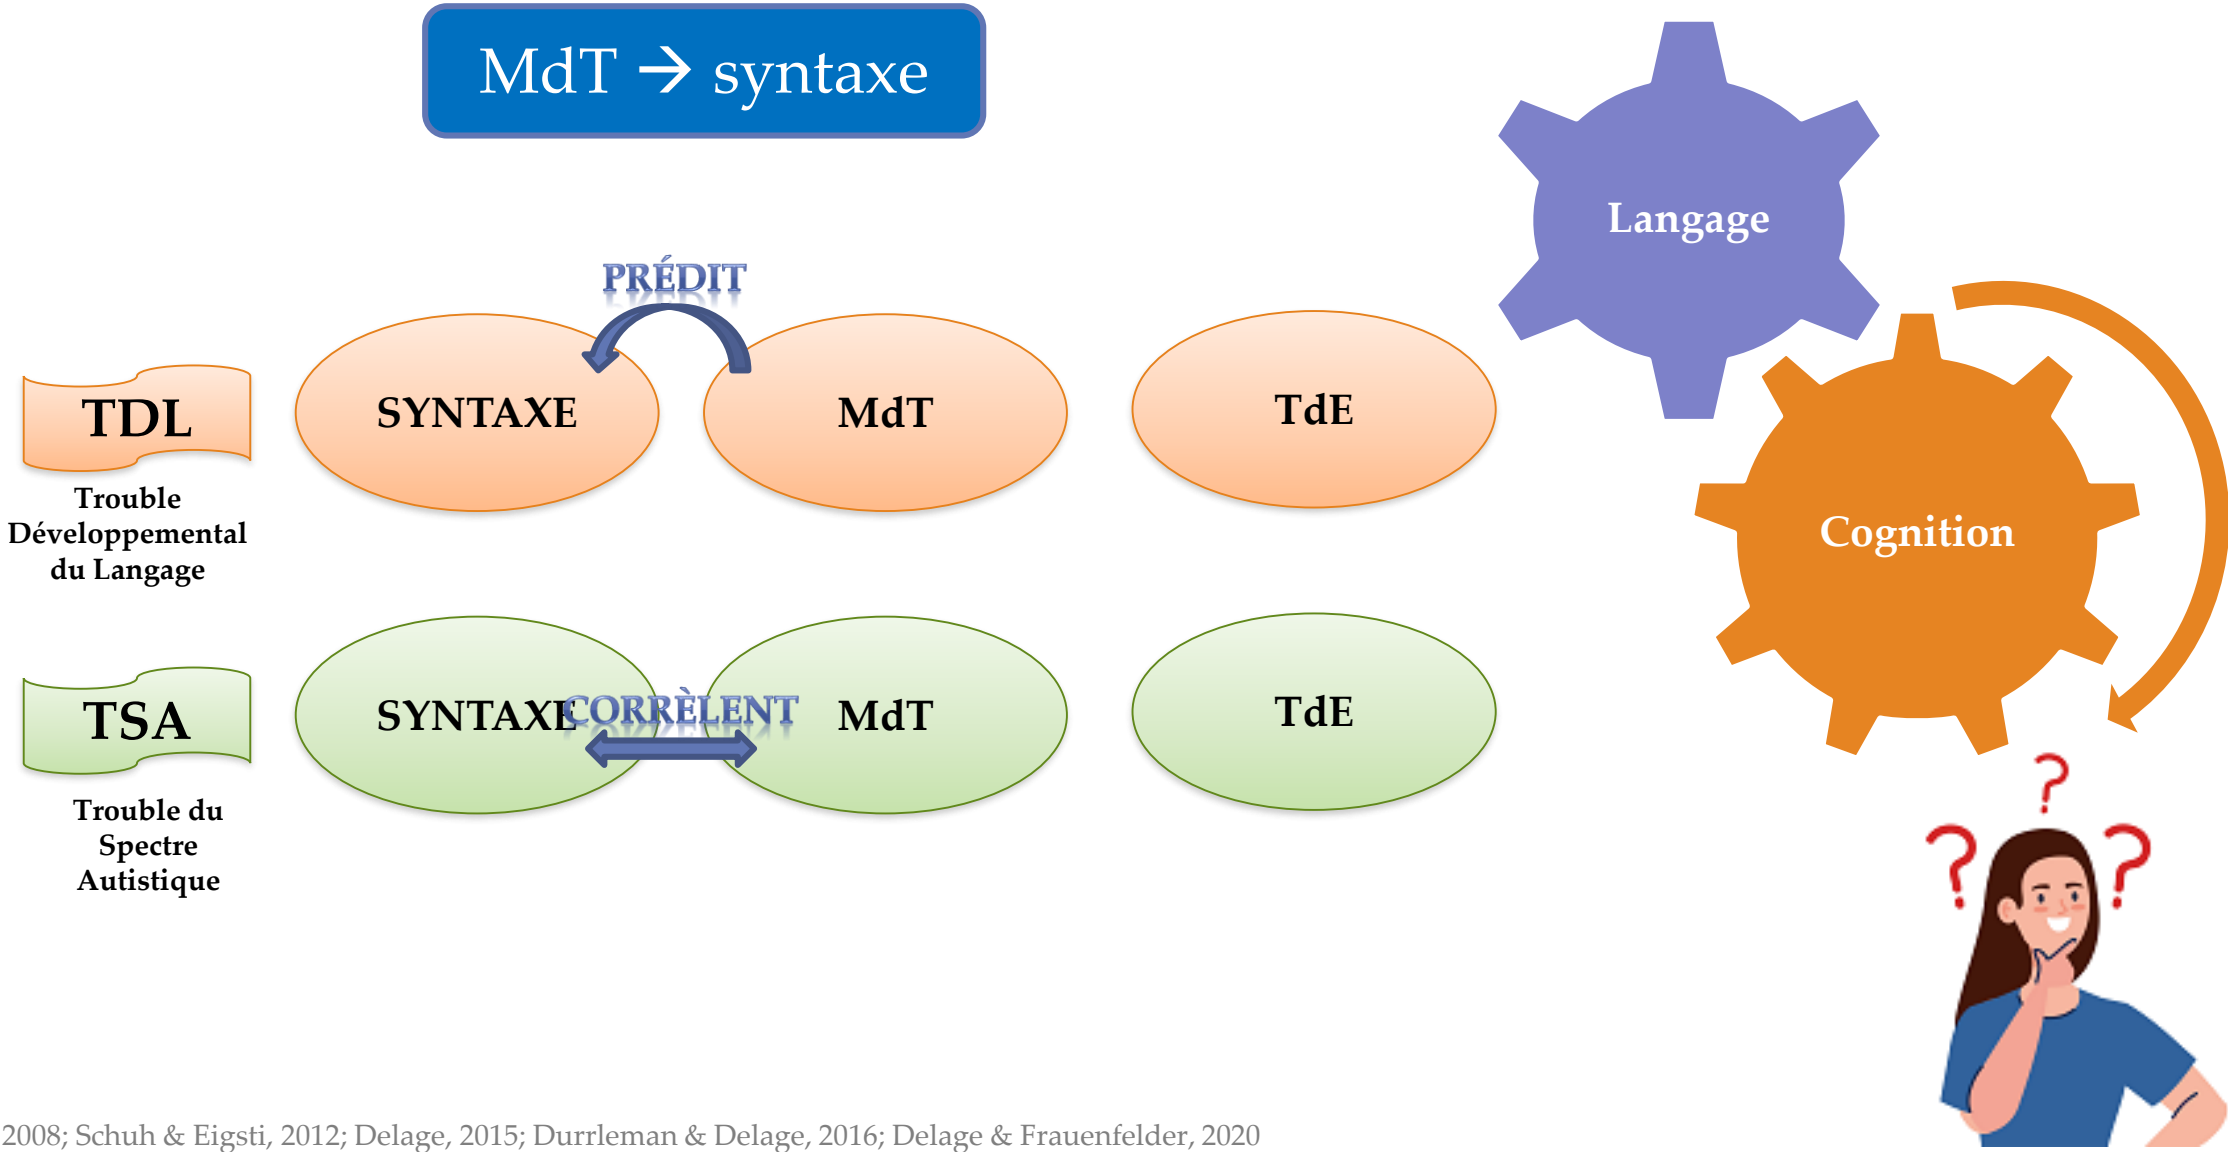 MdT → syntaxe
Langage
Cognition
PRÉDIT
TDL
SYNTAXE
MdT
TdE
Trouble
Développemental
du Langage
TSA
SYNTAXE
CORRÈLENT
MdT
TdE
Trouble du
Spectre
Autistique
?
? ?
2008; Schuh & Eigsti, 2012; Delage, 2015; Durrleman & Delage, 2016; Delage & Frauenfelder, 2020